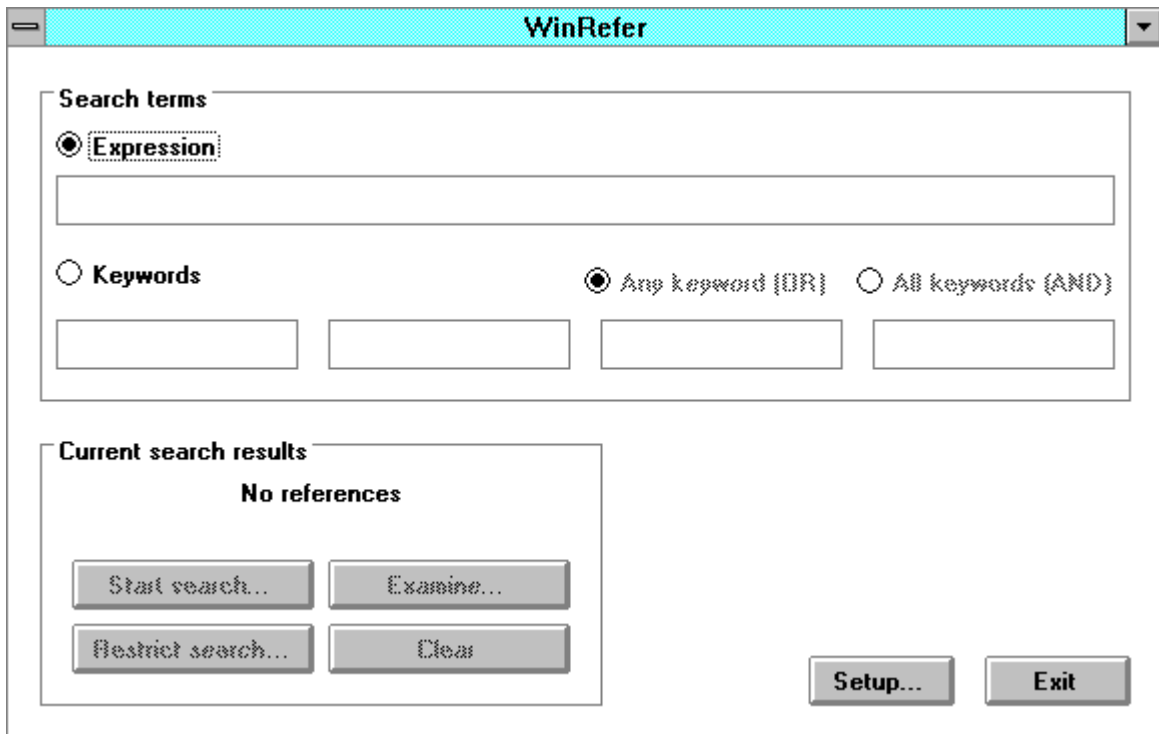 WinRefer
Search terms
Expression
Keywords
Any keyword (OR)
All keywords (AND)
Current search results
No references
Start search...
Examine...
Restrict search...
Clear
Setup...
Exit